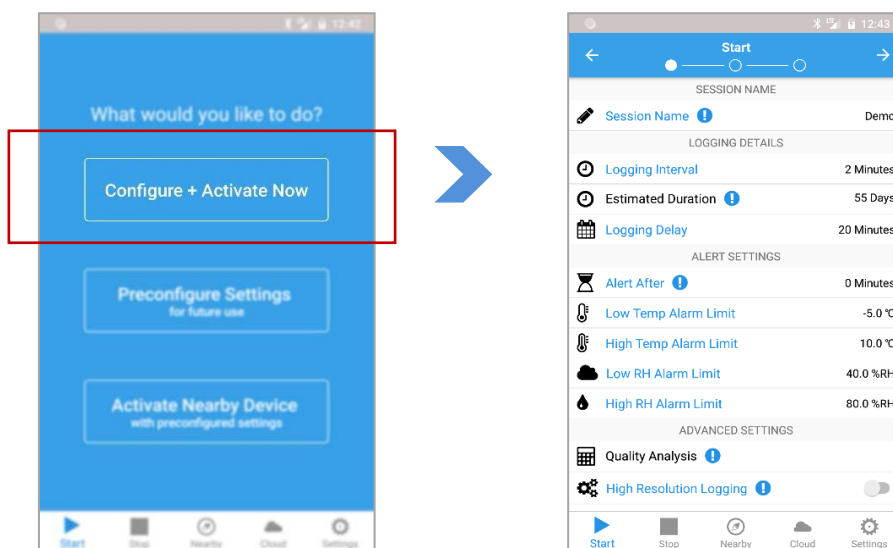 12:42
What would you like to do?
Configure + Activate Now
Preconfigure Settings
for future use
Activate Nearby Device
with preconfigured settings
Start Stop Nearby Cloud Settings
LTE 12:43
Start
SESSION NAME
Session Name ! Demo
LOGGING DETAILS
Logging Interval 2 Minutes
Estimated Duration ! 55 Days
Logging Delay 20 Minutes
ALERT SETTINGS
Alert After ! 0 Minutes
Low Temp Alarm Limit -5.0 °C
High Temp Alarm Limit 10.0 °C
Low RH Alarm Limit 40.0 %RH
High RH Alarm Limit 80.0 %RH
ADVANCED SETTINGS
Quality Analysis !
High Resolution Logging !
Start Stop Nearby Cloud Settings